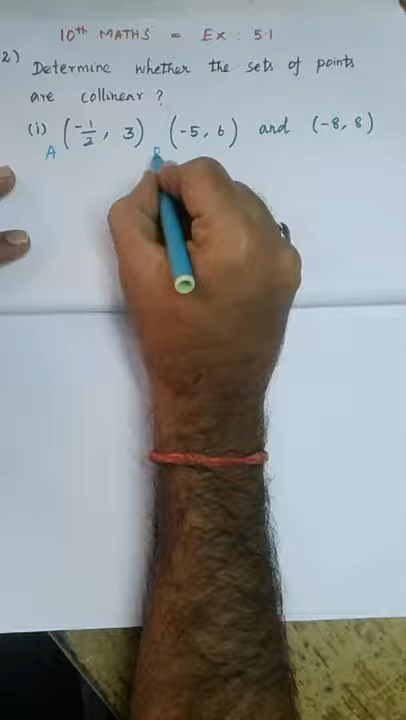 10th MATHS = Ex : 5.1
2) Determine whether the sets of points
are collinear ?
(i) (-1/2, 3) (-5, 6) and (-8, 8)
A B